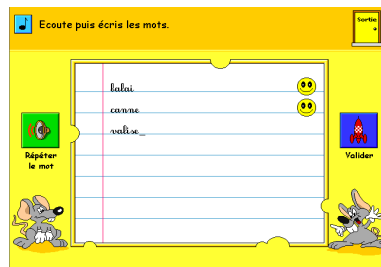 Ecoute puis écris les mots.
Sortie
balai
canne
valise_
Répéter
le mot
Valider